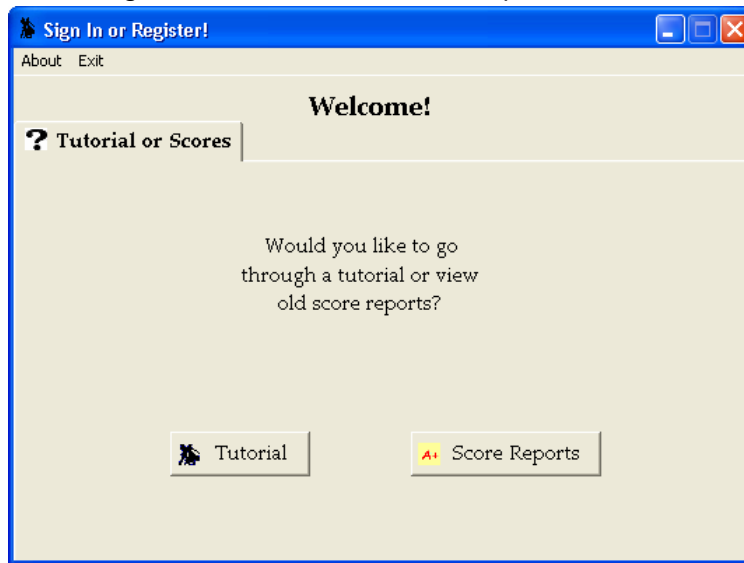 Sign In or Register!
About Exit
Welcome!
? Tutorial or Scores
Would you like to go
through a tutorial or view
old score reports?
Tutorial
A+ Score Reports